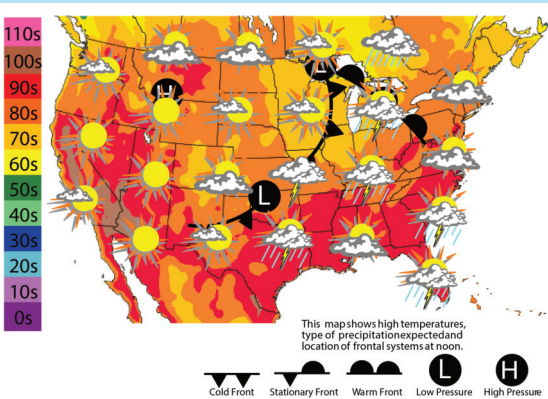 110s
100s
90s
80s
70s
60s
50s
40s
30s
20s
10s
0s
H
L
L
This map shows high temperatures,
type of precipitationexpectedand
location of frontal systems at noon.
L
H
Cold Front
Stationary Front
Warm Front
Low Pressure
High Pressure